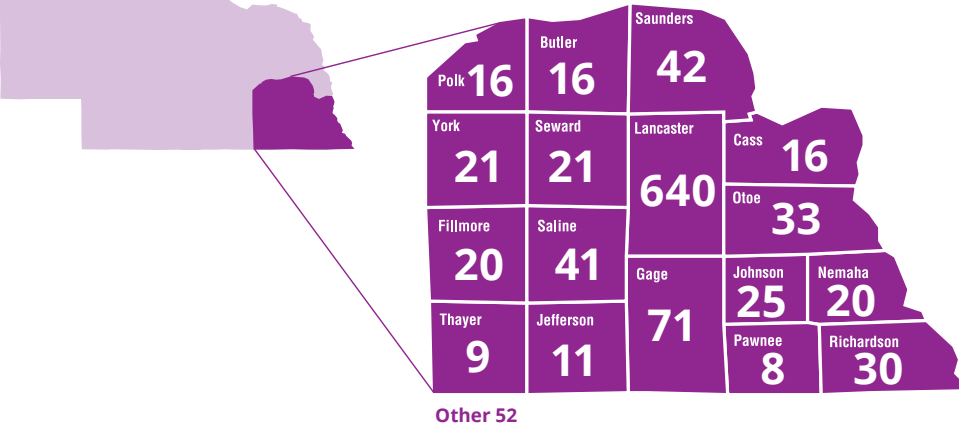 Polk 16
Butler
16
Saunders
42
York
21
Seward
21
Lancaster
640
Cass
16
Otoe
33
Fillmore
20
Saline
41
Gage
71
Johnson
25
Nemaha
20
Thayer
9
Jefferson
11
Pawnee
8
Richardson
30
Other 52